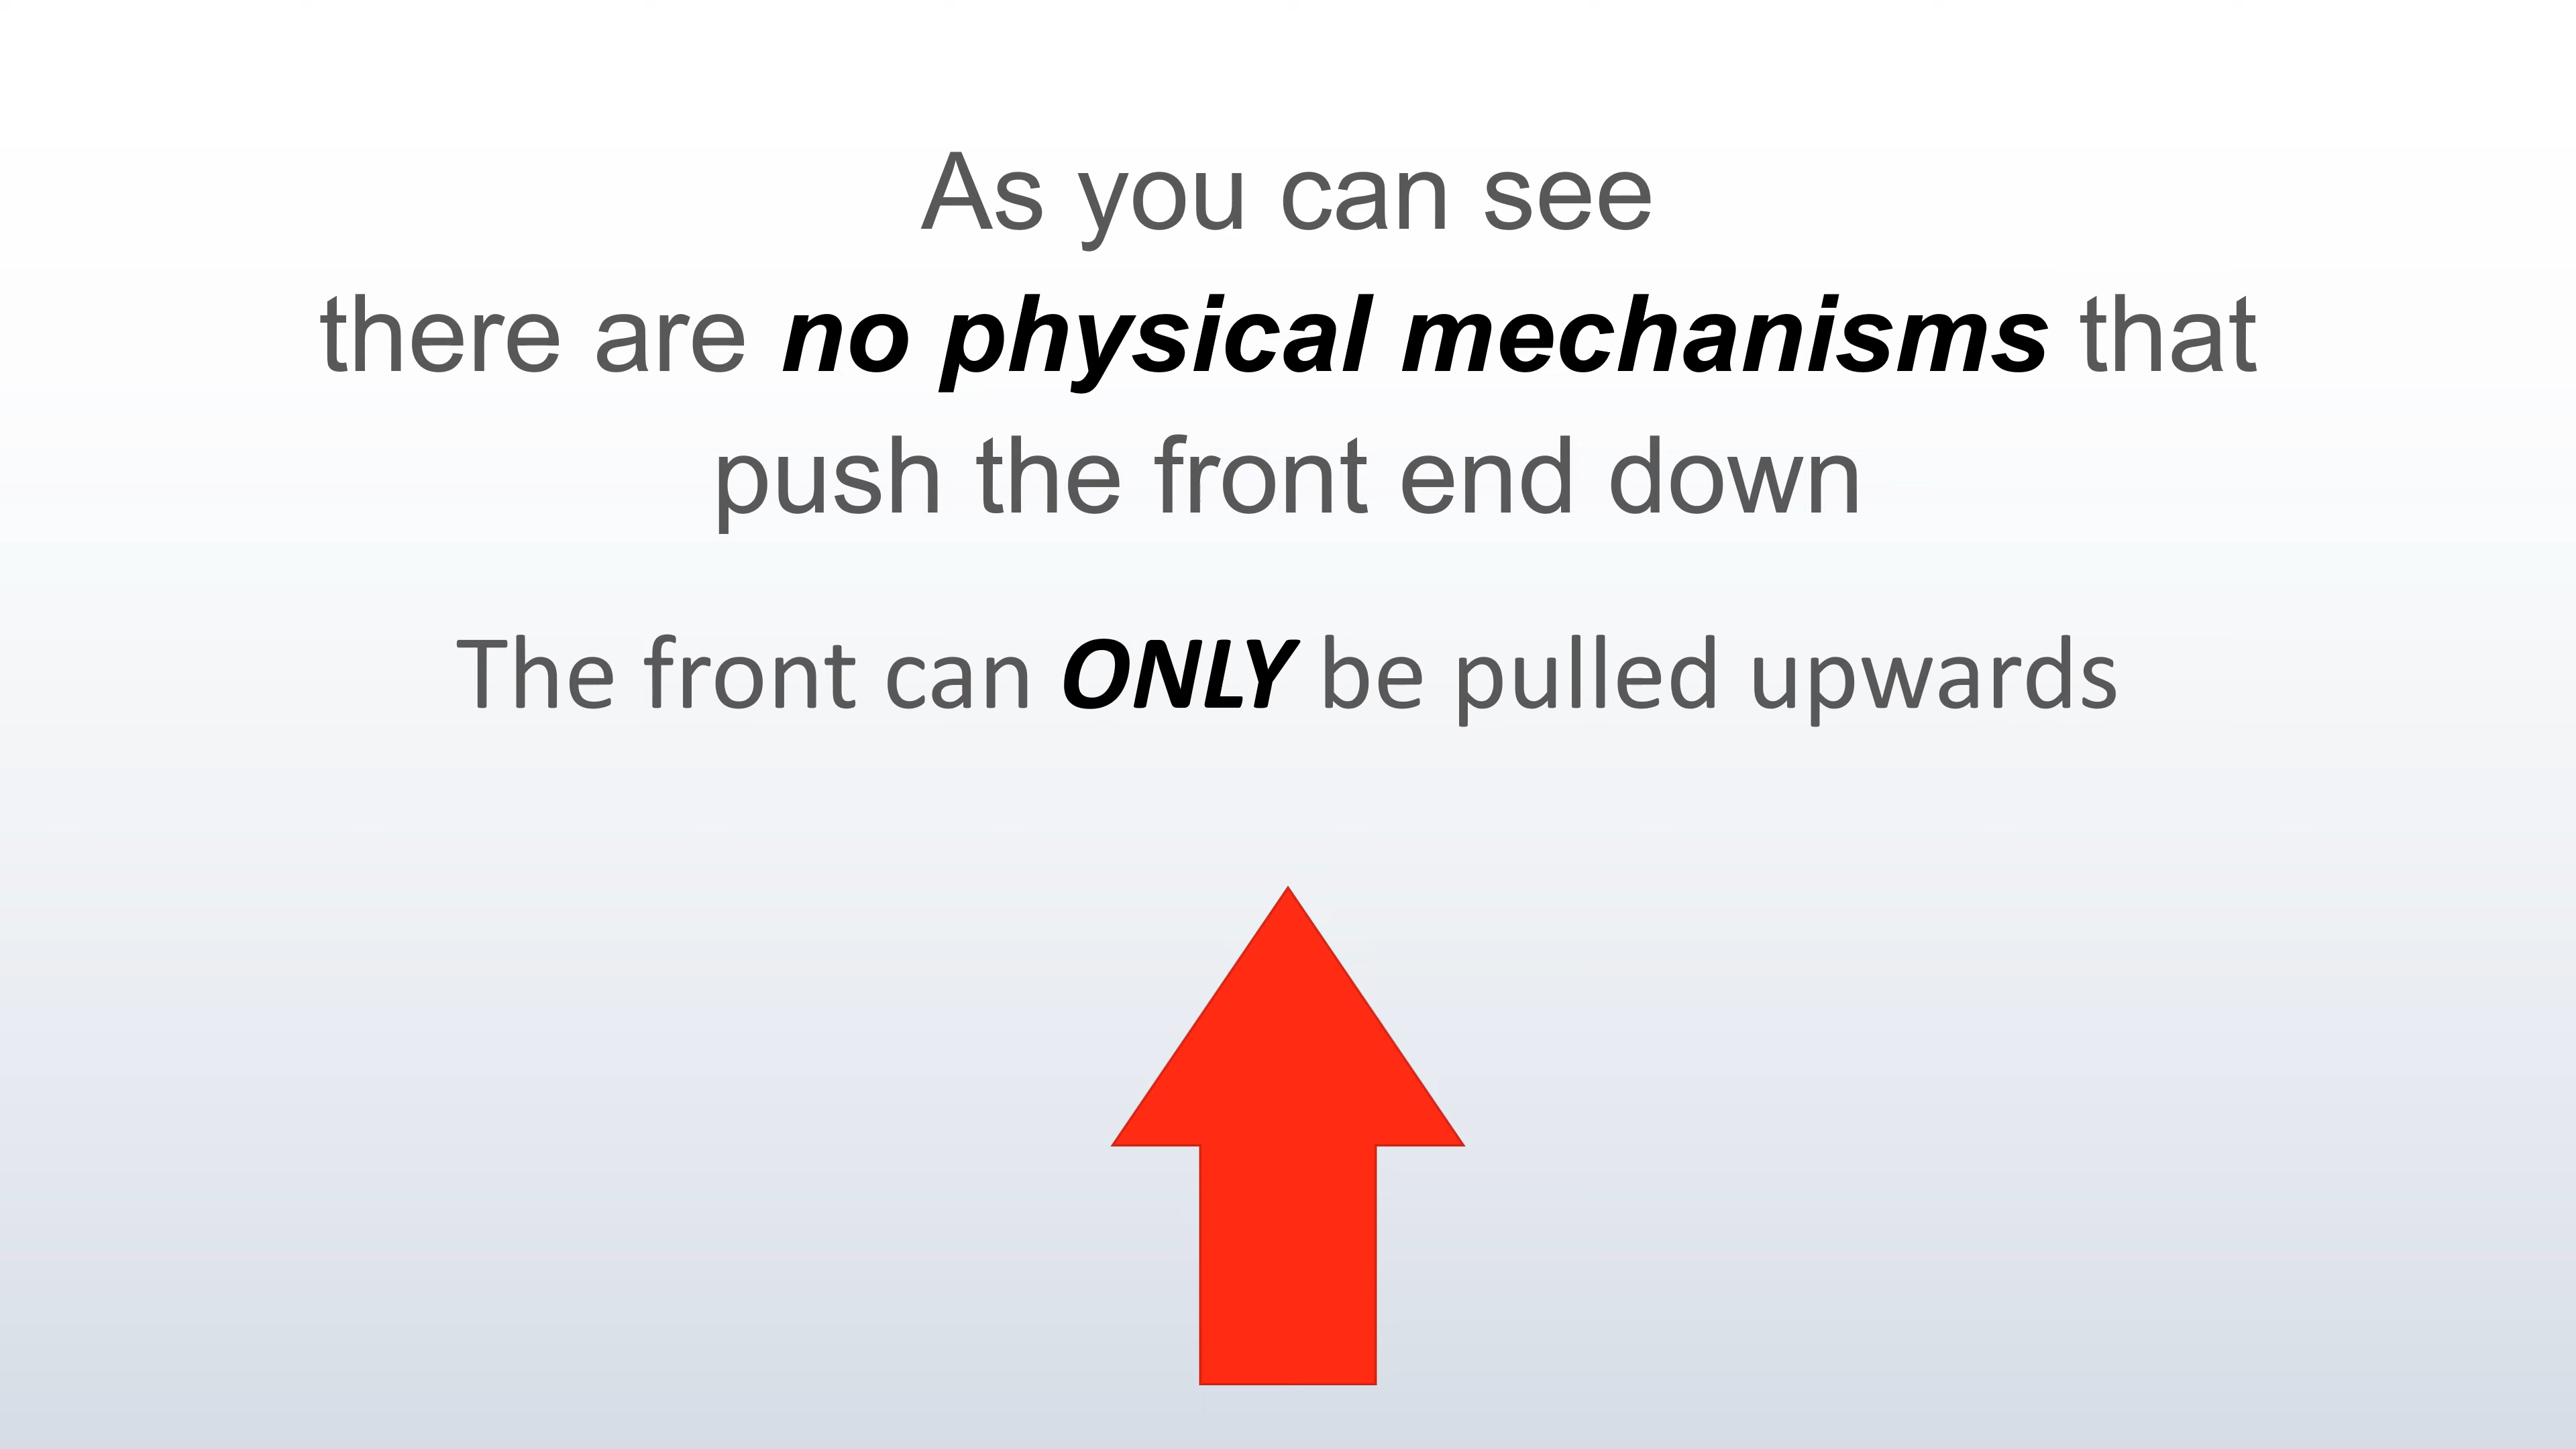 As you can see
there are no physical mechanisms that
push the front end down
The front can ONLY be pulled upwards